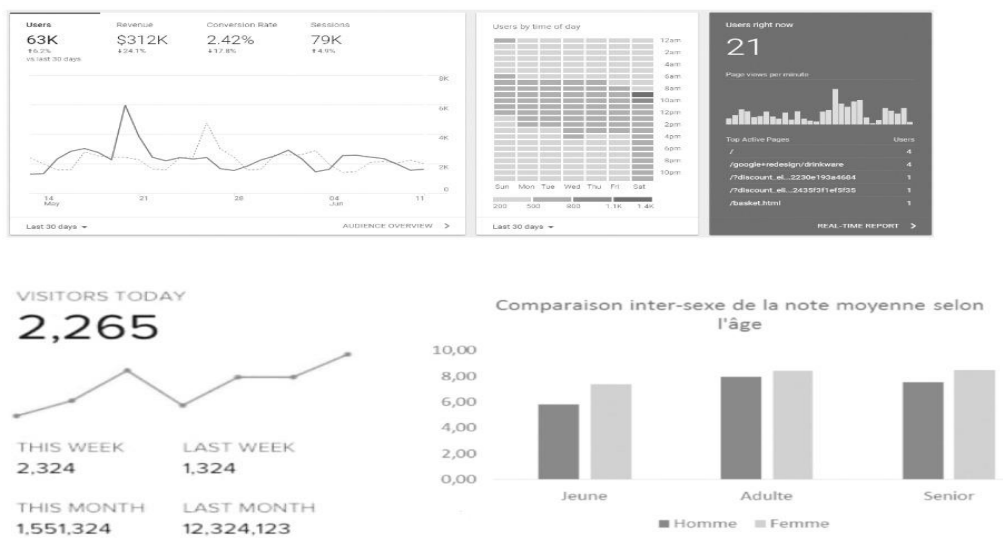 Users Revenue Conversion Rate Sessions
63K $312K 2.42% 79K
vs last 30 days
8K
6K
4K
2K
0
14 21 28 04 11
May Jun
Last 30 days AUDIENCE OVERVIEW >
Users by time of day
12am
2am
4am
6am
8am
10am
12pm
2pm
4pm
6pm
8pm
10pm
Sun Mon Tue Wed Thu Fri Sat
200 500 800 1.1K 1.4K
Last 30 days
Users right now
21
Page views per minute
Top Active Pages Users
/ 4
/google+redesign/drinkware 4
/?discount_el...2230e193a4684 1
/?discount_el...2435f3f1ef5f35 1
/basket.html 1
REAL-TIME REPORT >
VISITORS TODAY
2,265
THIS WEEK LAST WEEK
2,324 1,324
THIS MONTH LAST MONTH
1,551,324 12,324,123
Comparaison inter-sexe de la note moyenne selon
l'âge
10,00
8,00
6,00
4,00
2,00
0,00
Jeune Adulte Senior
Homme Femme